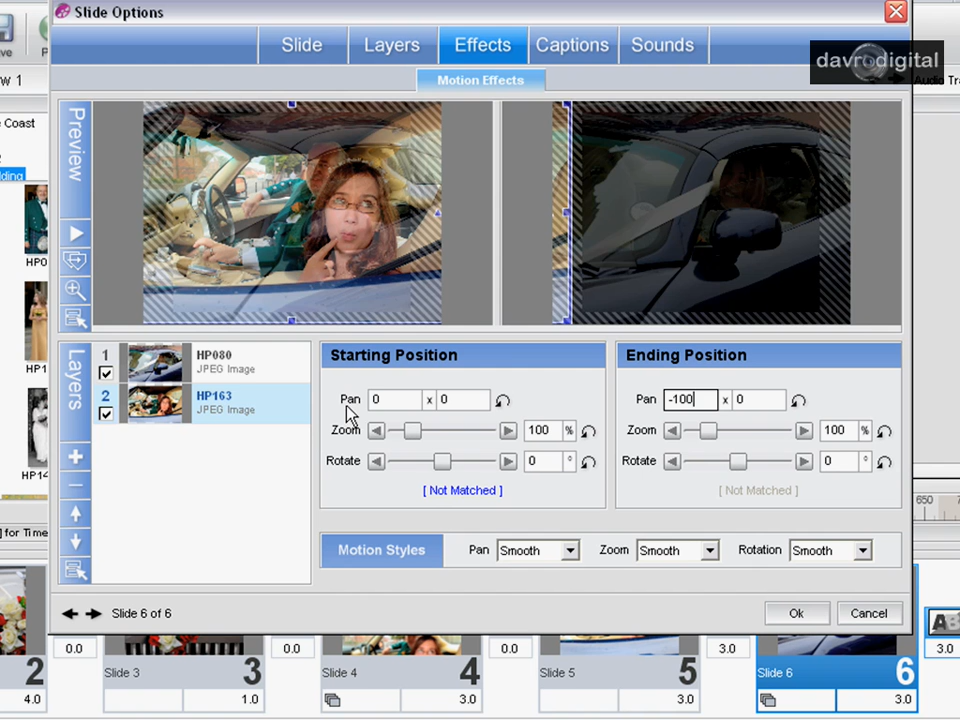 Slide Options
Slide Layers Effects Captions Sounds
davrodigital
Motion Effects
w 1
Audio Tra
e Coast
Preview
lding
HP0
HP1
HP14
] for Time
Layers
1 HP080
JPEG Image
2 HP163
JPEG Image
Starting Position
Pan 0 x 0
Zoom 100 %
Rotate 0 °
[ Not Matched ]
Ending Position
Pan -100 x 0
Zoom 100 %
Rotate 0 °
[ Not Matched ]
Motion Styles Pan Smooth Zoom Smooth Rotation Smooth
650
Slide 6 of 6
Ok Cancel
AB
0.0 0.0 0.0 3.0 3.0
2 Slide 3 3 Slide 4 4 Slide 5 5 Slide 6 6
4.0 1.0 3.0 3.0 3.0